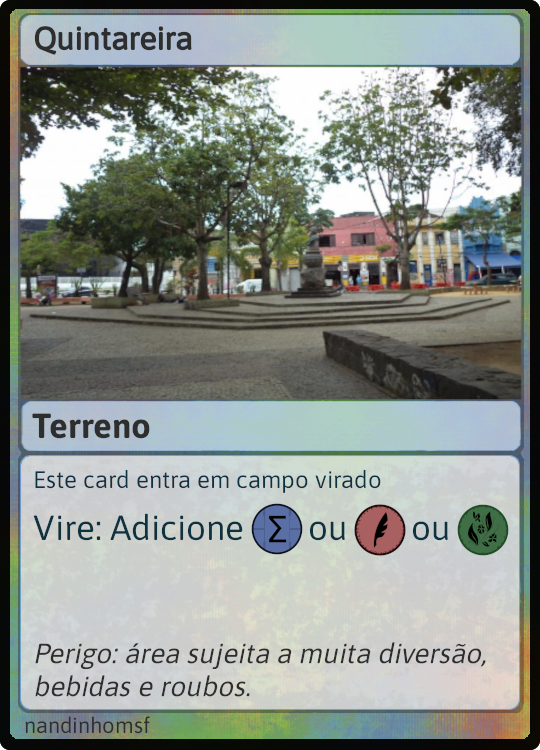 Quintareira
Terreno
Este card entra em campo virado
Vire: Adicione Σ ou ou
Perigo: área sujeita a muita diversão,
bebidas e roubos.
nandinhomsf